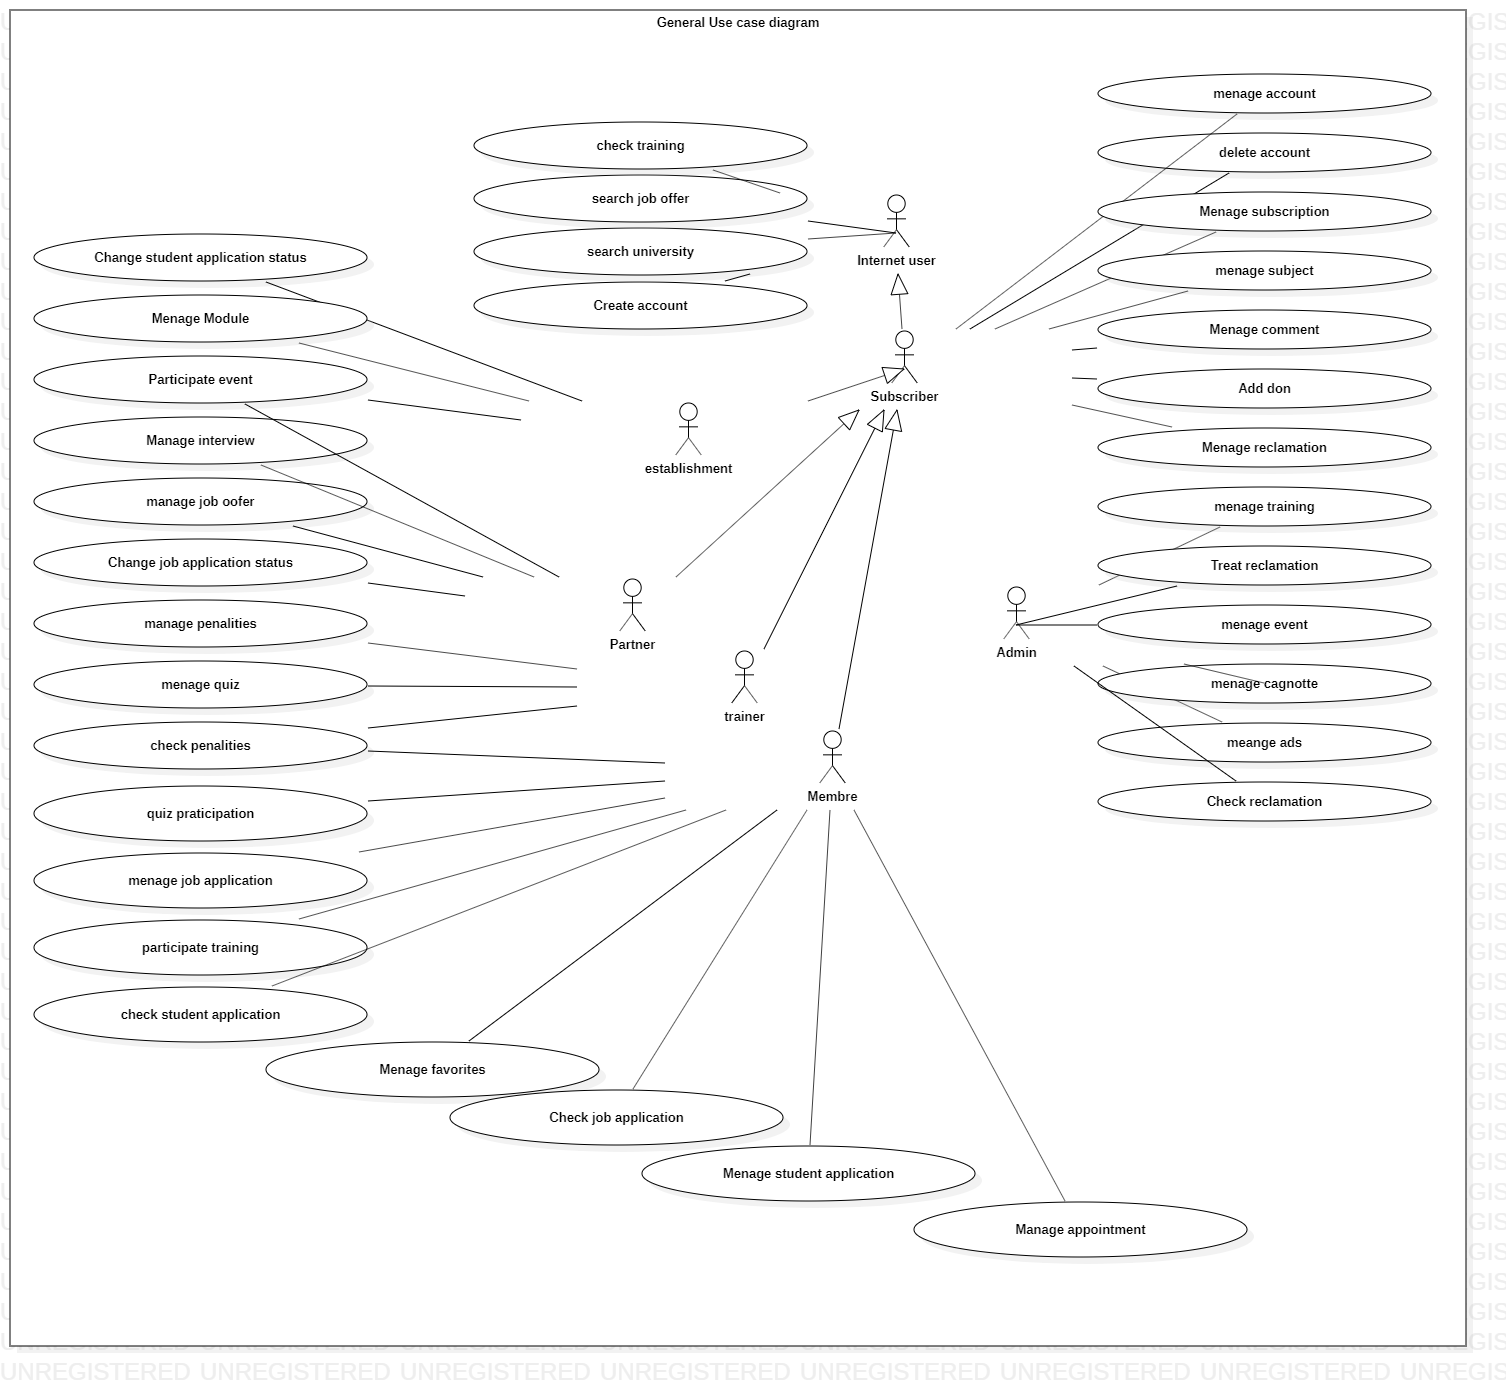 General Use case diagram
menage account
check training
delete account
search job offer
Menage subscription
search university
Internet user
Change student application status
menage subject
Create account
Menage Module
Menage comment
Participate event
Subscriber
Add don
Manage interview
establishment
Menage reclamation
manage job oofer
menage training
Change job application status
Treat reclamation
manage penalities
Partner
Admin
menage event
menage quiz
trainer
menage cagnotte
check penalities
meange ads
Membre
quiz praticipation
Check reclamation
menage job application
participate training
check student application
Menage favorites
Check job application
Menage student application
Manage appointment
UNREGISTERED UNREGISTERED UNREGISTERED UNREGISTERED UNREGISTERED UNREGISTERED UNREGISTERED UNREGIS